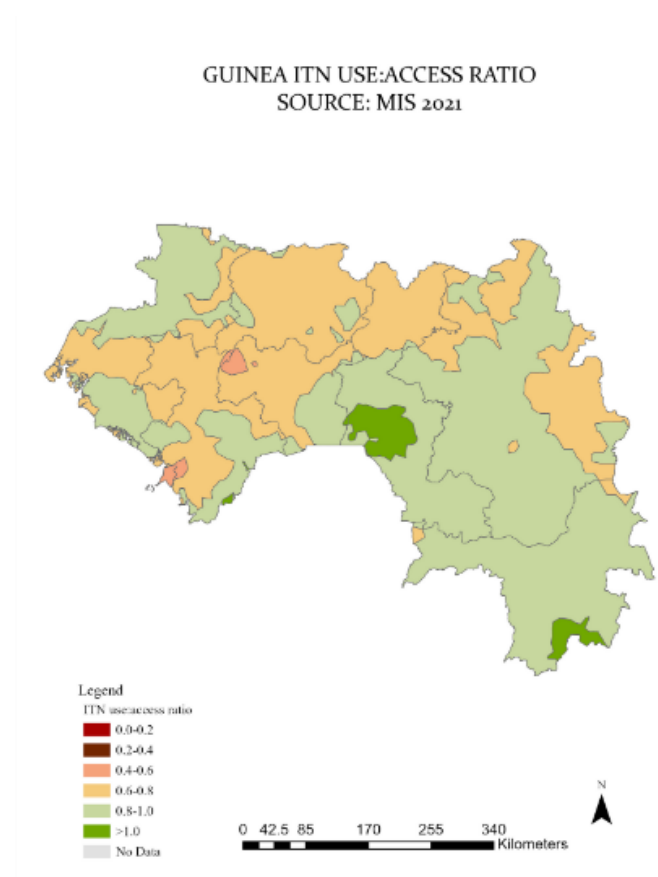 GUINEA ITN USE:ACCESS RATIO
SOURCE: MIS 2021
Legend
ITN use:access ratio
0.0-0.2
0.2-0.4
0.4-0.6
0.6-0.8
0.8-1.0
>1.0
No Data
N
0 42.5 85 170 255 340
Kilometers